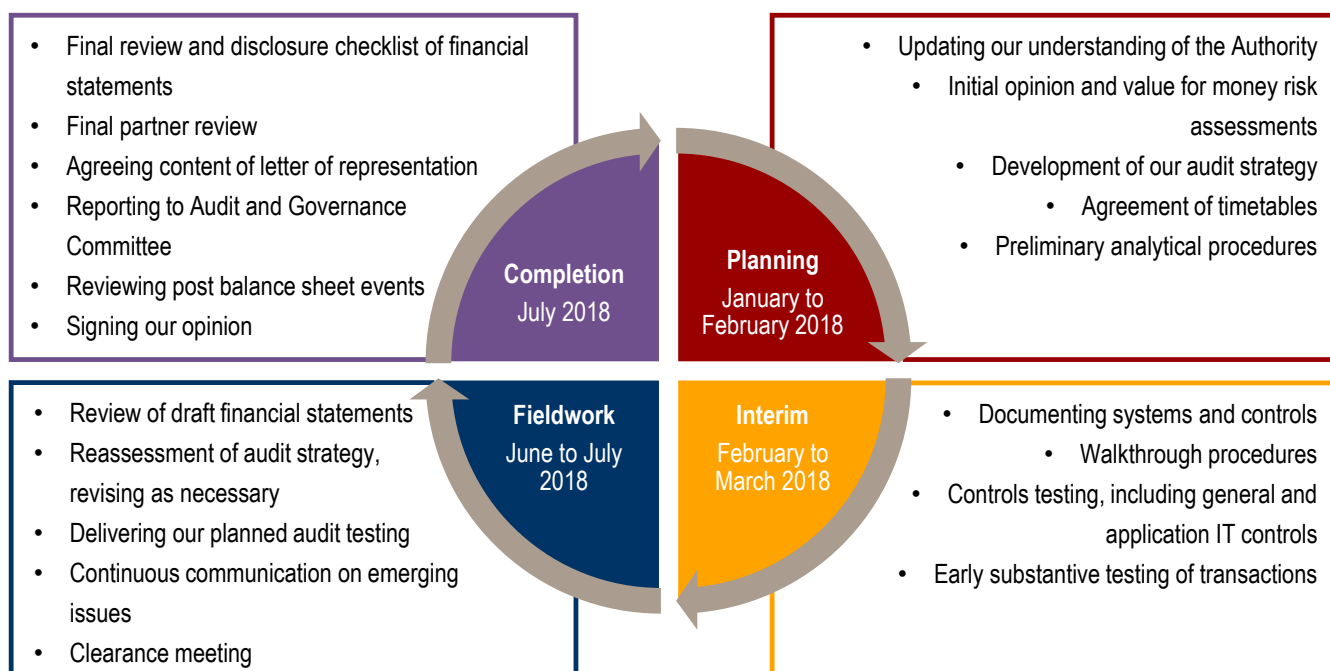 • Final review and disclosure checklist of financial
statements
• Final partner review
• Agreeing content of letter of representation
• Reporting to Audit and Governance
Committee
• Reviewing post balance sheet events
• Signing our opinion
Completion
July 2018
• Updating our understanding of the Authority
• Initial opinion and value for money risk
assessments
• Development of our audit strategy
• Agreement of timetables
• Preliminary analytical procedures
Planning
January to
February 2018
• Review of draft financial statements
• Reassessment of audit strategy,
revising as necessary
• Delivering our planned audit testing
• Continuous communication on emerging
issues
• Clearance meeting
Fieldwork
June to July
2018
Interim
February to
March 2018
• Documenting systems and controls
• Walkthrough procedures
• Controls testing, including general and
application IT controls
• Early substantive testing of transactions